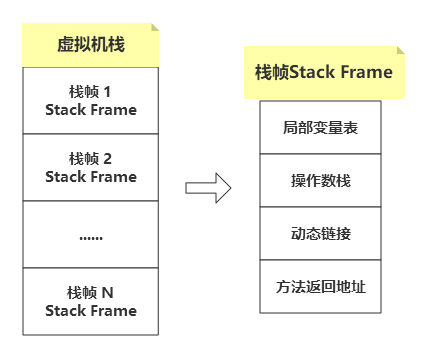 虚拟机栈
栈帧 1
Stack Frame
栈帧 2
Stack Frame
......
栈帧 N
Stack Frame
栈帧Stack Frame
局部变量表
操作数栈
动态链接
方法返回地址